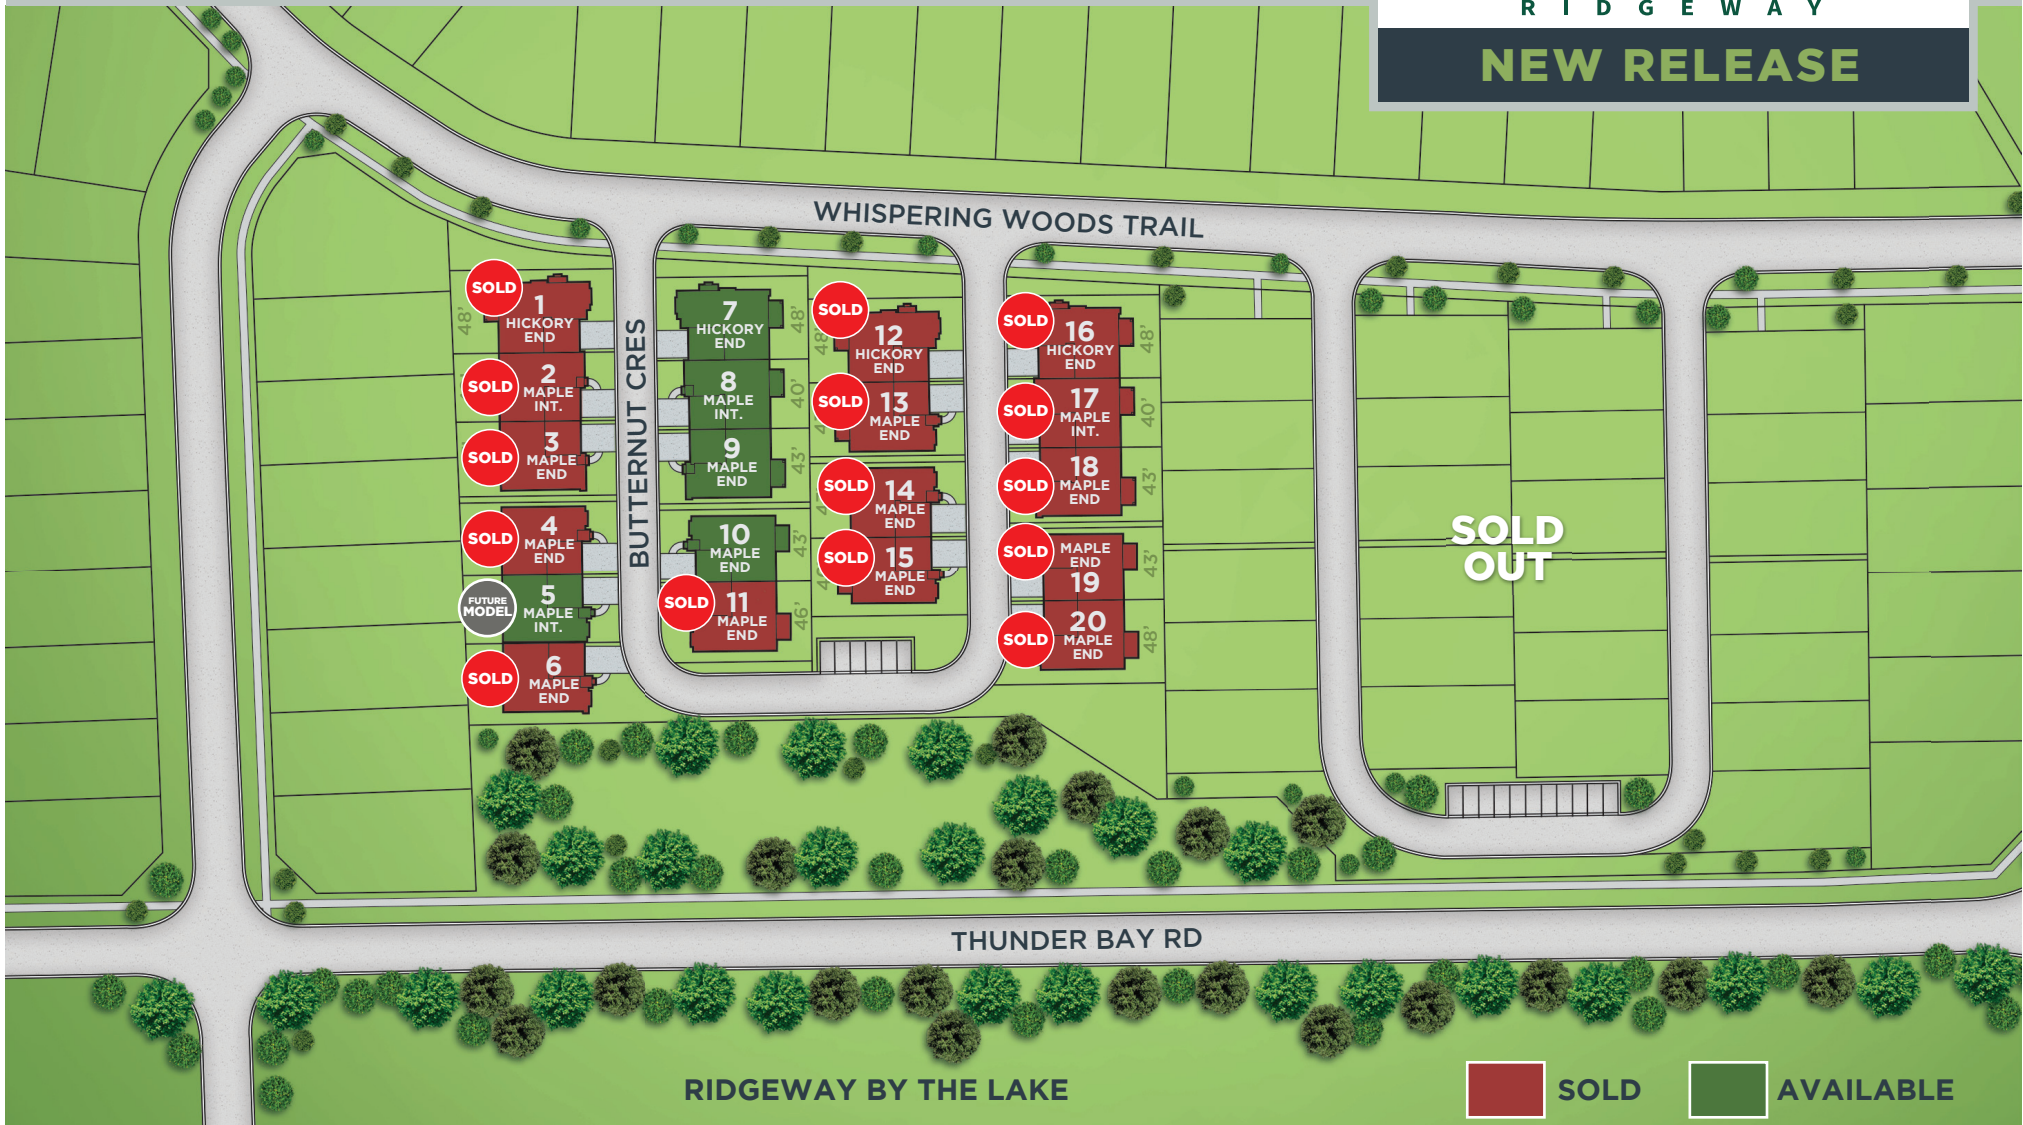 RIDGEWAY
NEW RELEASE
WHISPERING WOODS TRAIL
BUTTERNUT CRES
SOLD
48'
1
HICKORY
END
SOLD
2
MAPLE
INT.
SOLD
3
MAPLE
END
SOLD
4
MAPLE
END
FUTURE
MODEL
5
MAPLE
INT.
SOLD
6
MAPLE
END
7
HICKORY
END
48'
8
MAPLE
INT.
40'
9
MAPLE
END
43'
10
MAPLE
END
43'
SOLD
11
MAPLE
END
46'
SOLD
48'
12
HICKORY
END
SOLD
13
MAPLE
END
SOLD
14
MAPLE
END
SOLD
15
MAPLE
END
SOLD
16
HICKORY
END
48'
SOLD
17
MAPLE
INT.
40'
SOLD
18
MAPLE
END
43'
SOLD
MAPLE
END
19
43'
SOLD
20
MAPLE
END
48'
SOLD
OUT
THUNDER BAY RD
RIDGEWAY BY THE LAKE
SOLD
AVAILABLE